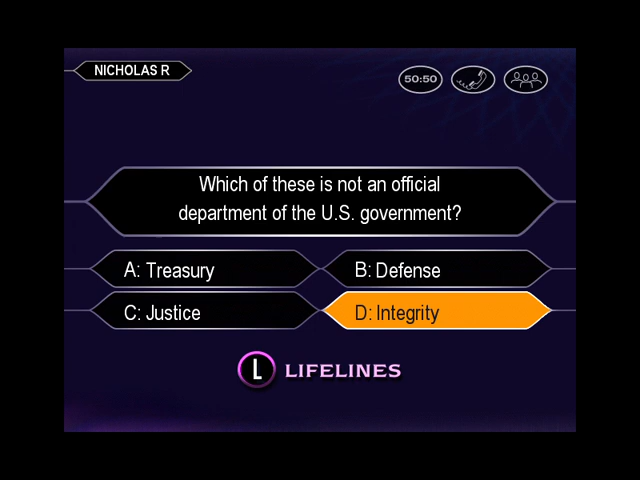 NICHOLAS R
50:50
Which of these is not an official
department of the U.S. government?
A: Treasury
B: Defense
C: Justice
D: Integrity
L LIFELINES